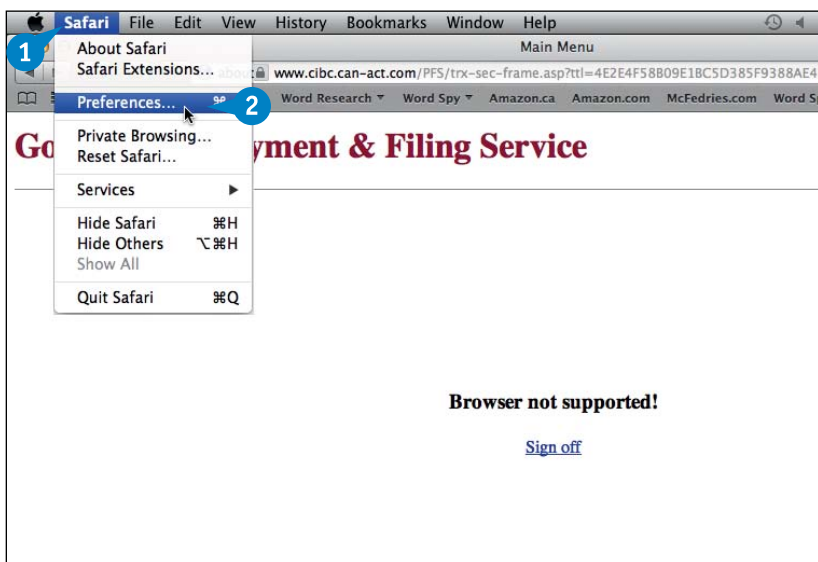 Safari File Edit View History Bookmarks Window Help
1
About Safari
Main Menu
Safari Extensions...
www.cibc.can-act.com/PFS/trx-sec-frame.asp?ttl=4E2E4F58B09E1BC5D385F9388AE4
Preferences...
2
Word Research Word Spy Amazon.ca Amazon.com McFedries.com Word
Private Browsing...
Go yment & Filing Service
Reset Safari...
Services
Hide Safari ⌘H
Hide Others ⌥⌘H
Show All
Quit Safari ⌘Q
Browser not supported!
Sign off